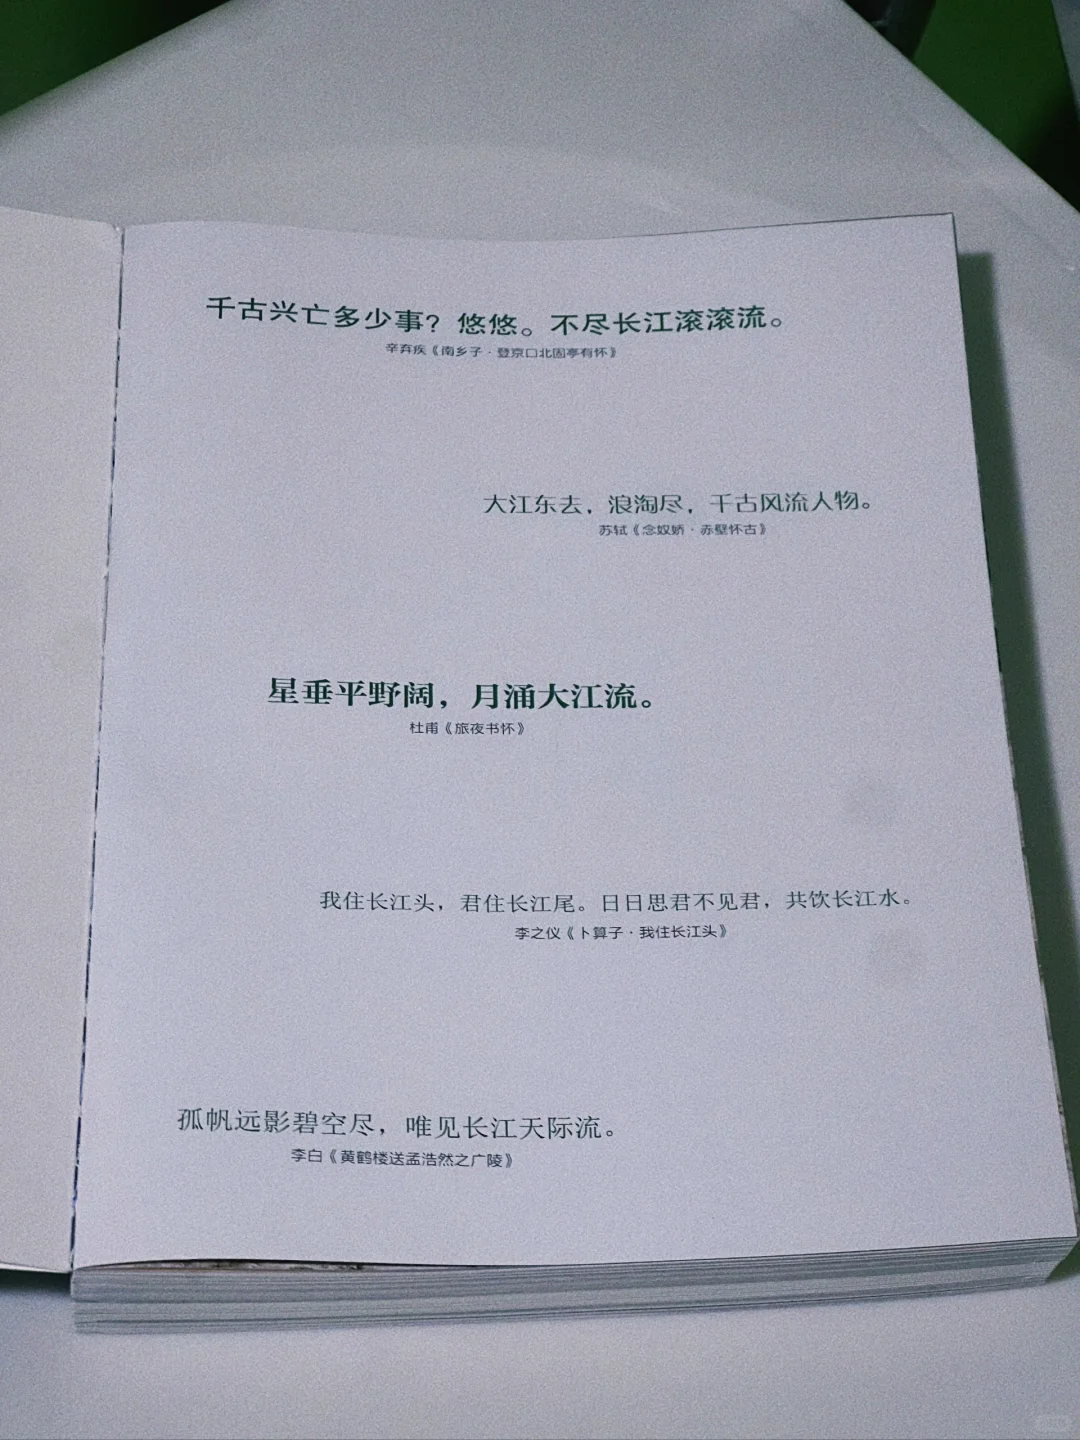 千古兴亡多少事？悠悠。不尽长江滚滚流。
辛弃疾《南乡子·登京口北固亭有怀》
大江东去，浪淘尽，千古风流人物。
苏轼《念奴娇·赤壁怀古》
星垂平野阔，月涌大江流。
杜甫《旅夜书怀》
我住长江头，君住长江尾。日日思君不见君，共饮长江水。
李之仪《卜算子·我住长江头》
孤帆远影碧空尽，唯见长江天际流。
李白《黄鹤楼送孟浩然之广陵》